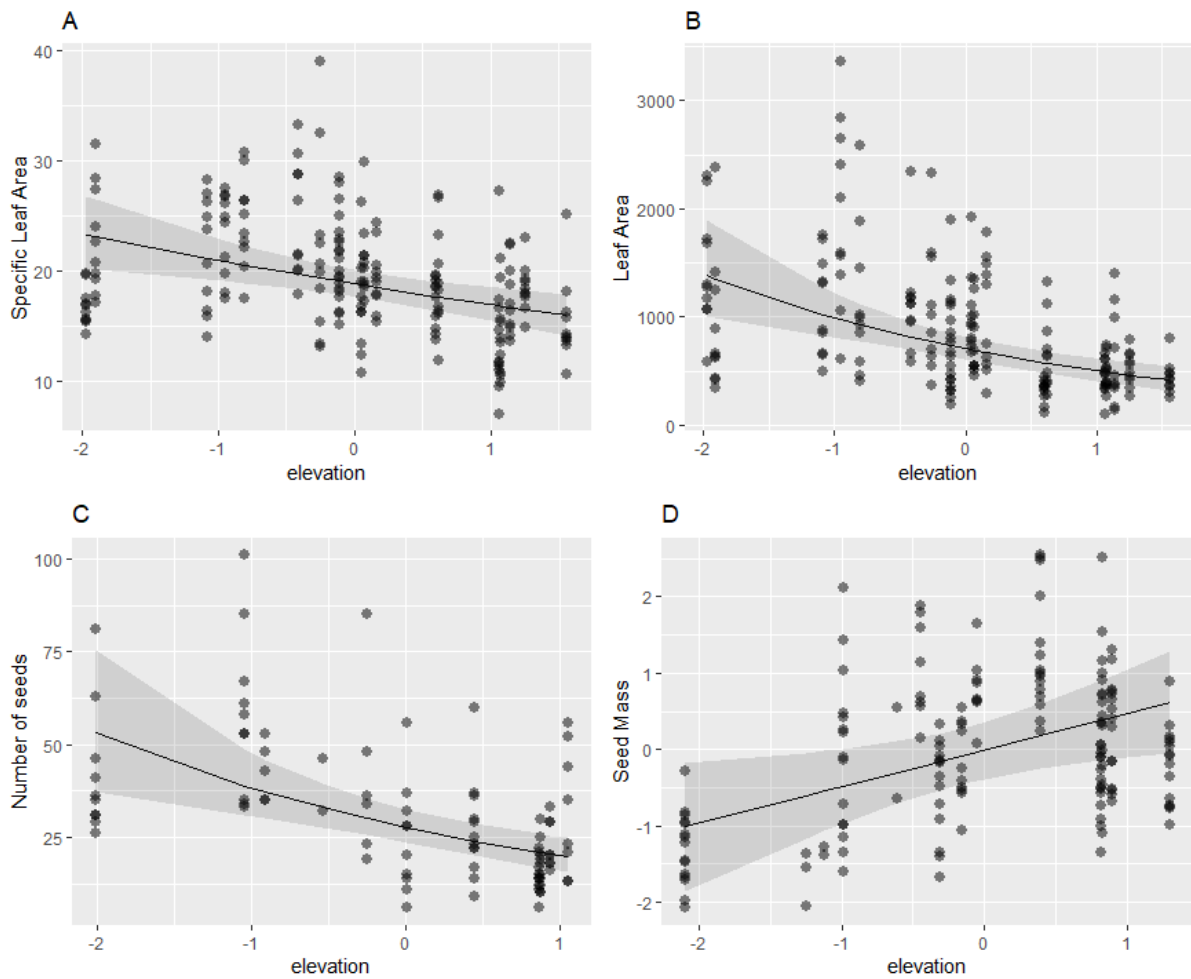 A
Specific Leaf Area
40
30
20
10
-2
-1
0
1
elevation
B
Leaf Area
3000
2000
1000
0
-2
-1
0
1
elevation
C
Number of seeds
100
75
50
25
-2
-1
0
1
elevation
D
Seed Mass
2
1
0
-1
-2
-2
-1
0
1
elevation